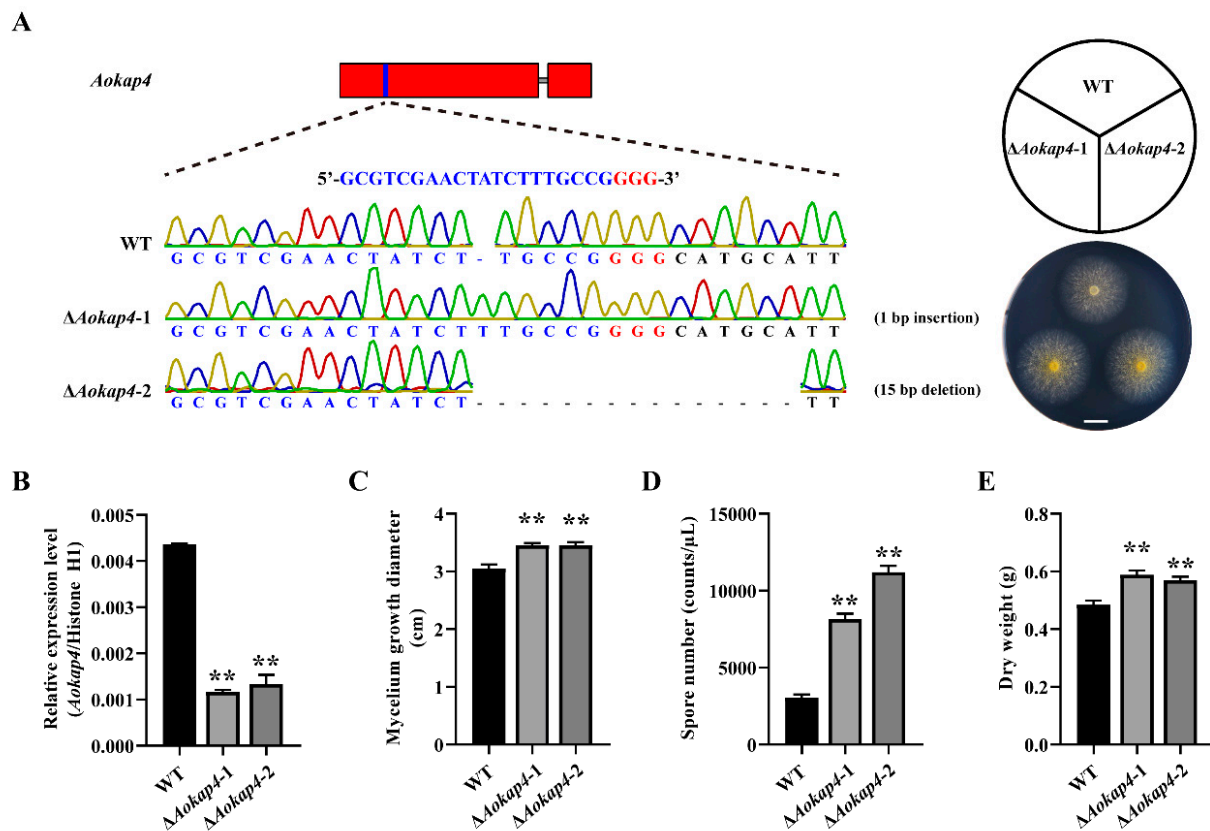 A
Aokap4
5’-GCGTCGAACTATCTTTGCCGGGG-3’
WT
G C G T C G A A C T A T C T - T G C C G G G G C A T G C A T T
ΔAokap4-1
G C G T C G A A C T A T C T T T G C C G G G G C A T G C A T T
(1 bp insertion)
ΔAokap4-2
G C G T C G A A C T A T C T - - - - - - - - - - - - - - - T T
(15 bp deletion)
WT
ΔAokap4-1
ΔAokap4-2
B
Relative expression level
(Aokap4/Histone H1)
0.005
0.004
0.003
0.002
0.001
0.000
**
**
WT
ΔAokap4-1
ΔAokap4-2
C
Mycelium growth diameter
(cm)
4
3
2
1
0
**
**
WT
ΔAokap4-1
ΔAokap4-2
D
Spore number (counts/μL)
15000
10000
5000
0
**
**
WT
ΔAokap4-1
ΔAokap4-2
E
Dry weight (g)
0.8
0.6
0.4
0.2
0.0
**
**
WT
ΔAokap4-1
ΔAokap4-2